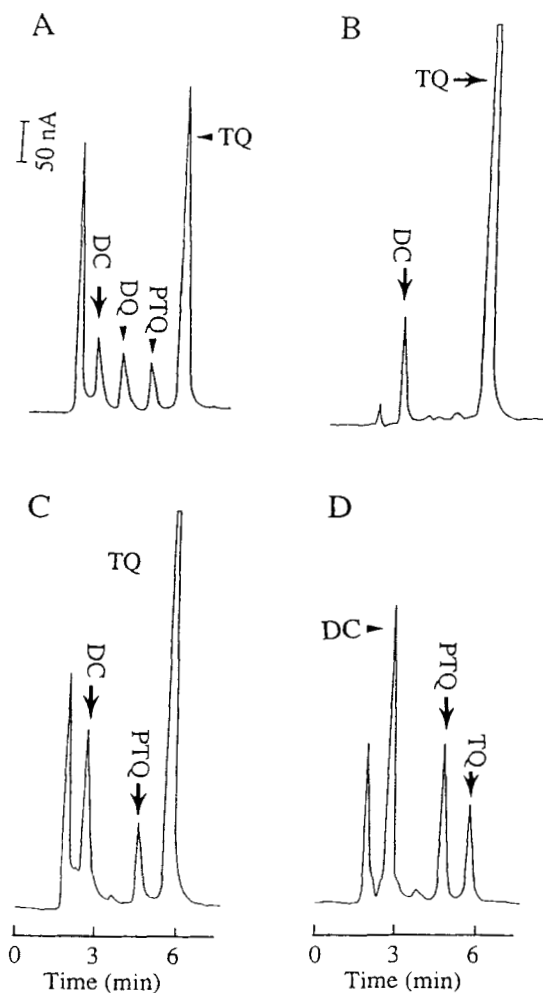 A
B
50 nA
DC
DQ
PTQ
TQ
DC
TQ
C
D
TQ
DC
PTQ
DC
PTQ
TQ
0 3 6
Time (min)
0 3 6
Time (min)